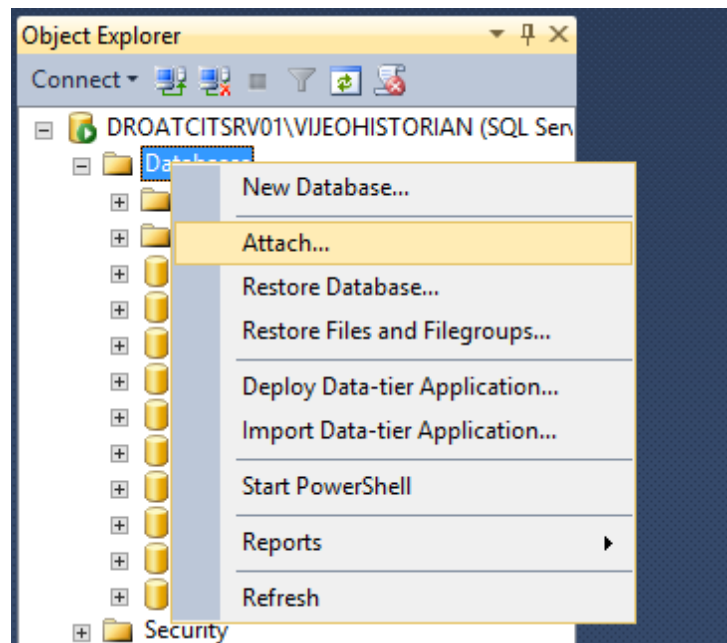 Object Explorer
Connect
DROATCITSRV01\VIJEOHISTORIAN (SQL Serv
Databases
New Database...
Attach...
Restore Database...
Restore Files and Filegroups...
Deploy Data-tier Application...
Import Data-tier Application...
Start PowerShell
Reports
Refresh
Security